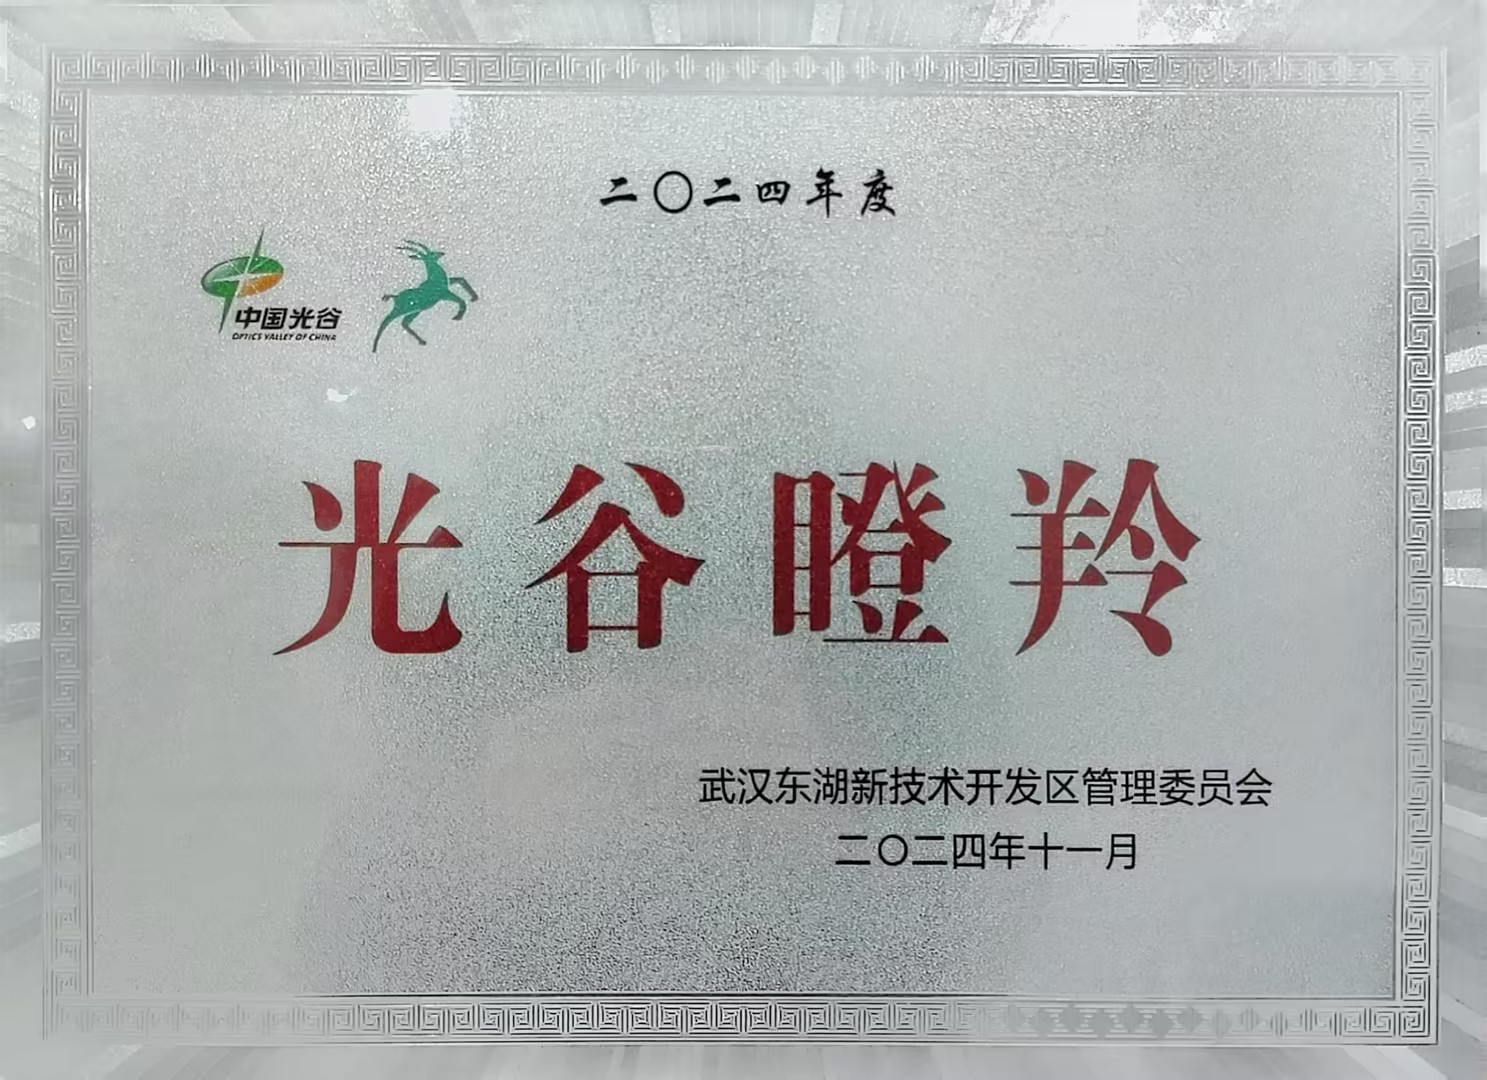 二〇二四年度
中国光谷
OPTICS VALLEY OF CHINA
光谷瞪羚
武汉东湖新技术开发区管理委员会
二〇二四年十一月